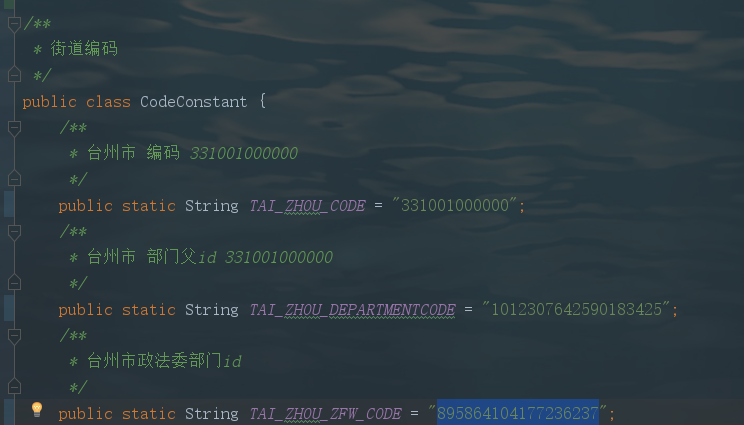 /**
 * 街道编码
 */
public class CodeConstant {
    /**
     * 台州市 编码 331001000000
     */
    public static String TAI_ZHOU_CODE = "331001000000";
    /**
     * 台州市 部门父id 331001000000
     */
    public static String TAI_ZHOU_DEPARTMENTCODE = "1012307642590183425";
    /**
     * 台州市政法委部门id
     */
    public static String TAI_ZHOU_ZFW_CODE = "895864104177236237";